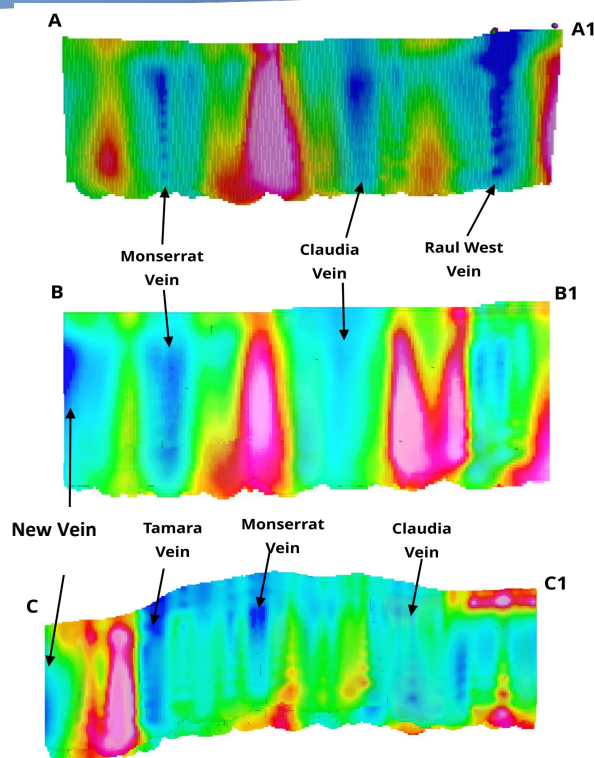 A
A1
Monserrat
Vein
Claudia
Vein
Raul West
Vein
B
B1
New Vein
Tamara
Vein
Monserrat
Vein
Claudia
Vein
C
C1